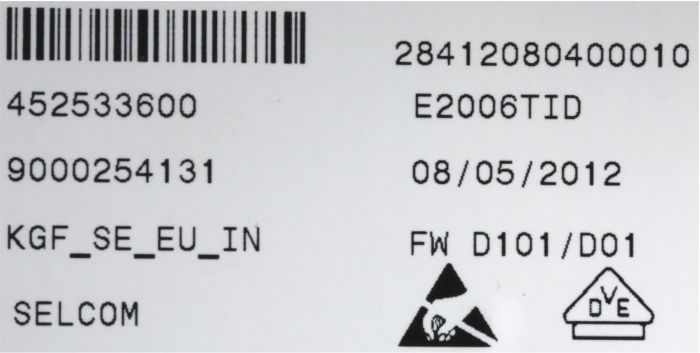 28412080400010
452533600 E2006TID
9000254131 08/05/2012
KGF_SE_EU_IN FW D101/D01
SELCOM DVE